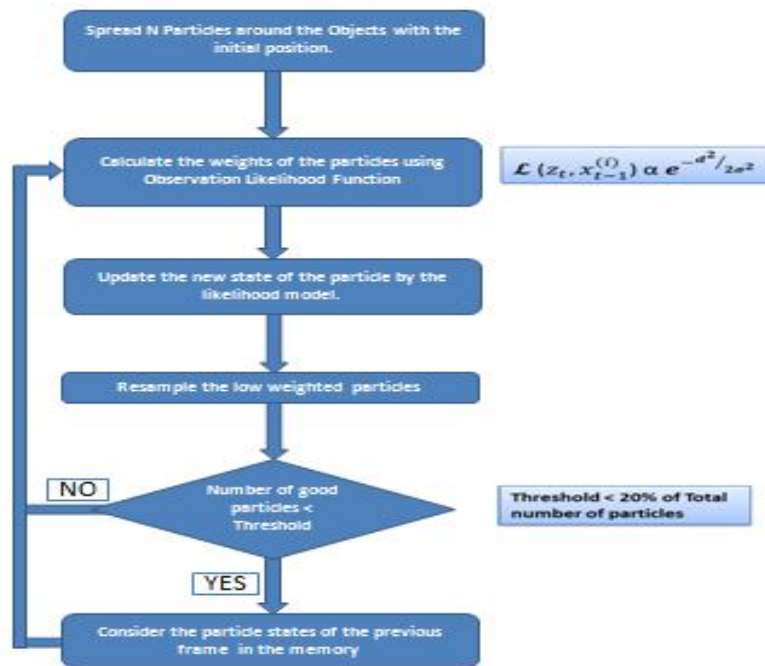 Spread N Particles around the Objects with the
initial position.
Calculate the weights of the particles using
Observation Likelihood Function
𝓛 (z_t, x_{t-1}^{(i)}) α e^{-d²/2σ²}
Update the new state of the particle by the
likelihood model.
Resample the low weighted particles
NO
Number of good
particles <
Threshold
Threshold < 20% of Total
number of particles
YES
Consider the particle states of the previous
frame in the memory